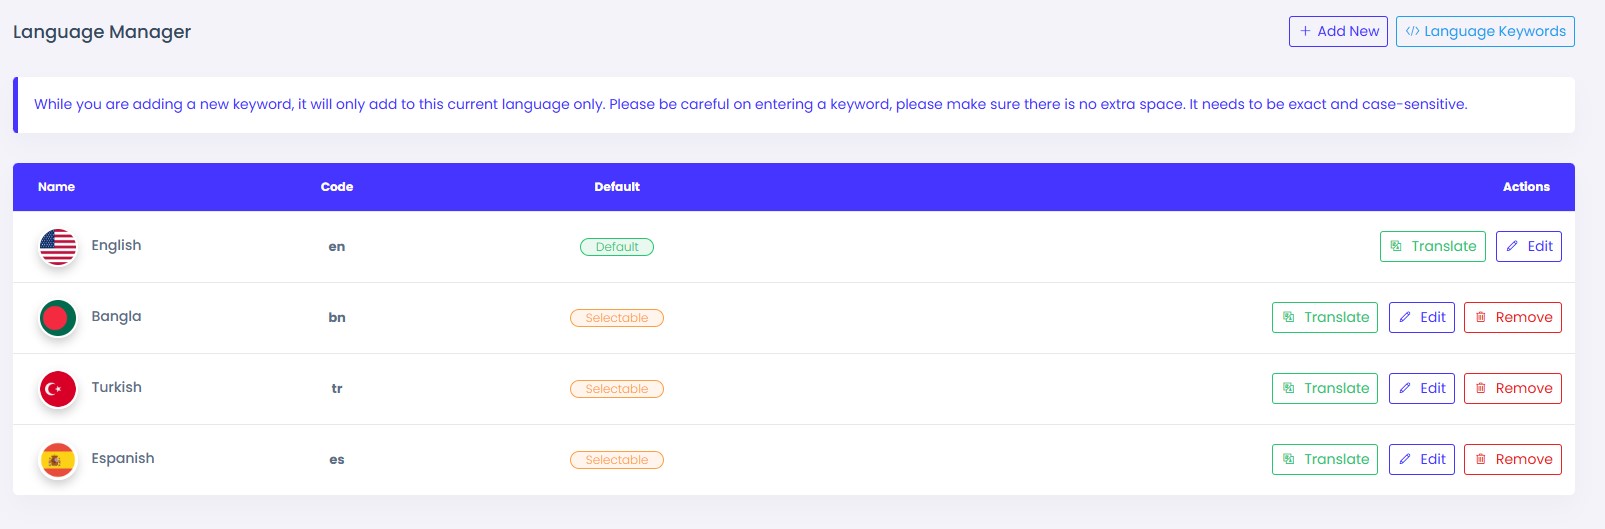 Language Manager
Add New
Language Keywords
While you are adding a new keyword, it will only add to this current language only. Please be careful on entering a keyword, please make sure there is no extra space. It needs to be exact and case-sensitive.
Name Code Default Actions
English en Default Translate Edit
Bangla bn Selectable Translate Edit Remove
Turkish tr Selectable Translate Edit Remove
Espanish es Selectable Translate Edit Remove